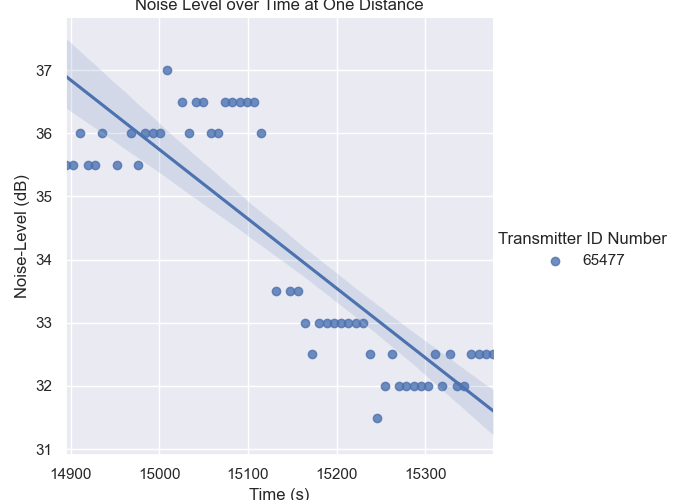 Noise Level over Time at One Distance
37
36
35
34
33
32
31
Noise-Level (dB)
14900 15000 15100 15200 15300
Time (s)
Transmitter ID Number
65477